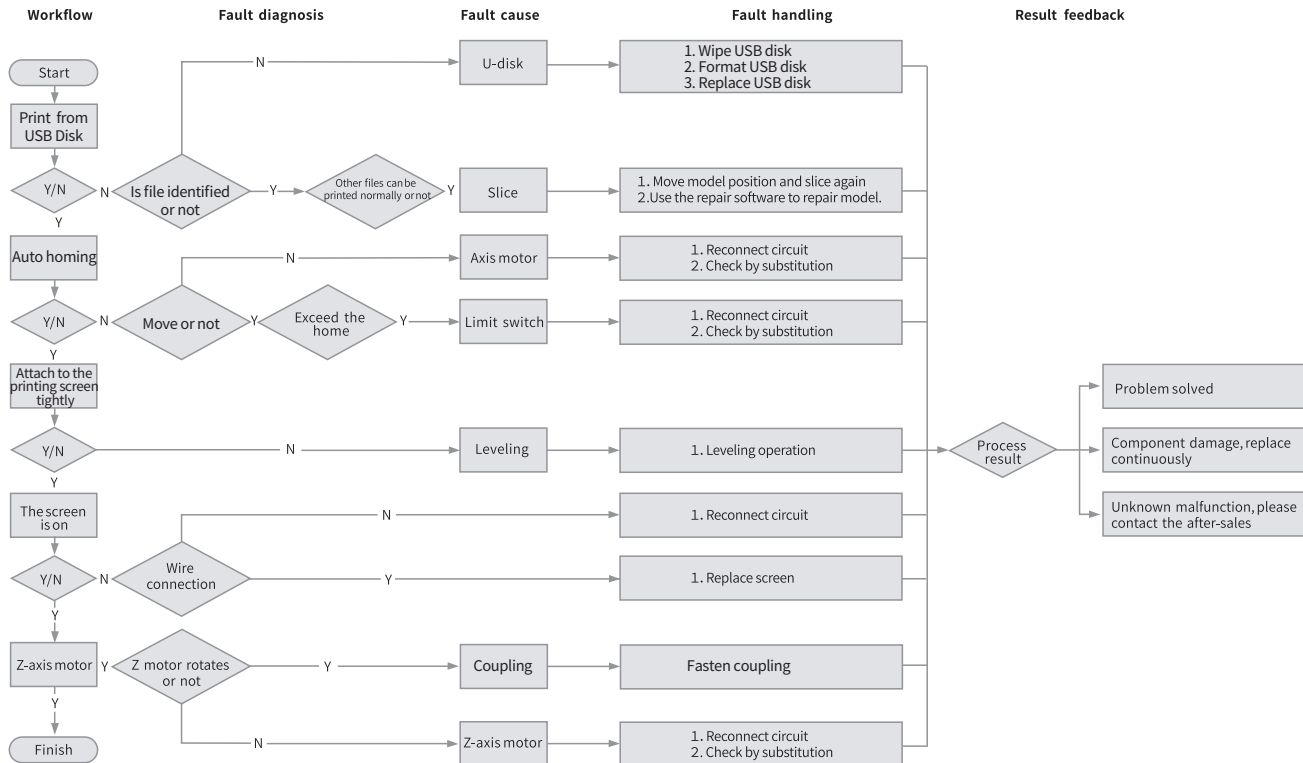 Workflow
Fault diagnosis
Fault cause
Fault handling
Result feedback
Start
Print from
USB Disk
Y/N
N
Is file identified
or not
N
Y
Other files can be
printed normally or not
Y
U-disk
1. Wipe USB disk
2. Format USB disk
3. Replace USB disk
Slice
1. Move model position and slice again
2.Use the repair software to repair model.
Y
Auto homing
Y/N
N
Move or not
N
Y
Exceed the
home
Y
Axis motor
1. Reconnect circuit
2. Check by substitution
Limit switch
1. Reconnect circuit
2. Check by substitution
Y
Attach to the
printing screen
tightly
Y/N
N
Leveling
1. Leveling operation
Y
The screen
is on
Y/N
N
Wire
connection
N
1. Reconnect circuit
Y
1. Replace screen
Y
Z-axis motor
Y
Z motor rotates
or not
Y
Coupling
Fasten coupling
N
Z-axis motor
1. Reconnect circuit
2. Check by substitution
Y
Finish
Process
result
Problem solved
Component damage, replace
continuously
Unknown malfunction, please
contact the after-sales